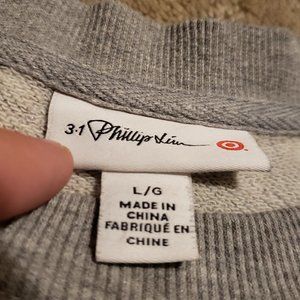 3.1 Phillip Lim
L/G
MADE IN
CHINA
FABRIQUÉ EN
CHINE